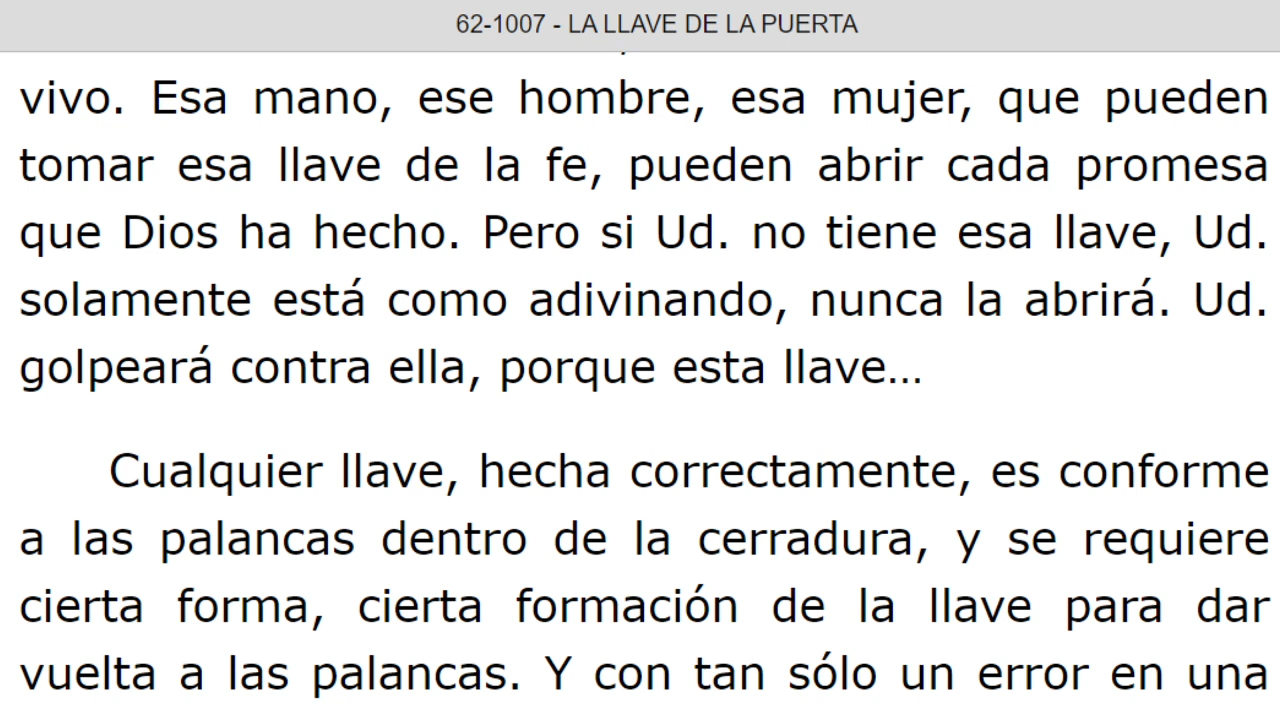 62-1007 - LA LLAVE DE LA PUERTA
vivo. Esa mano, ese hombre, esa mujer, que pueden
tomar esa llave de la fe, pueden abrir cada promesa
que Dios ha hecho. Pero si Ud. no tiene esa llave, Ud.
solamente está como adivinando, nunca la abrirá. Ud.
golpeará contra ella, porque esta llave...
Cualquier llave, hecha correctamente, es conforme
a las palancas dentro de la cerradura, y se requiere
cierta forma, cierta formación de la llave para dar
vuelta a las palancas. Y con tan sólo un error en una